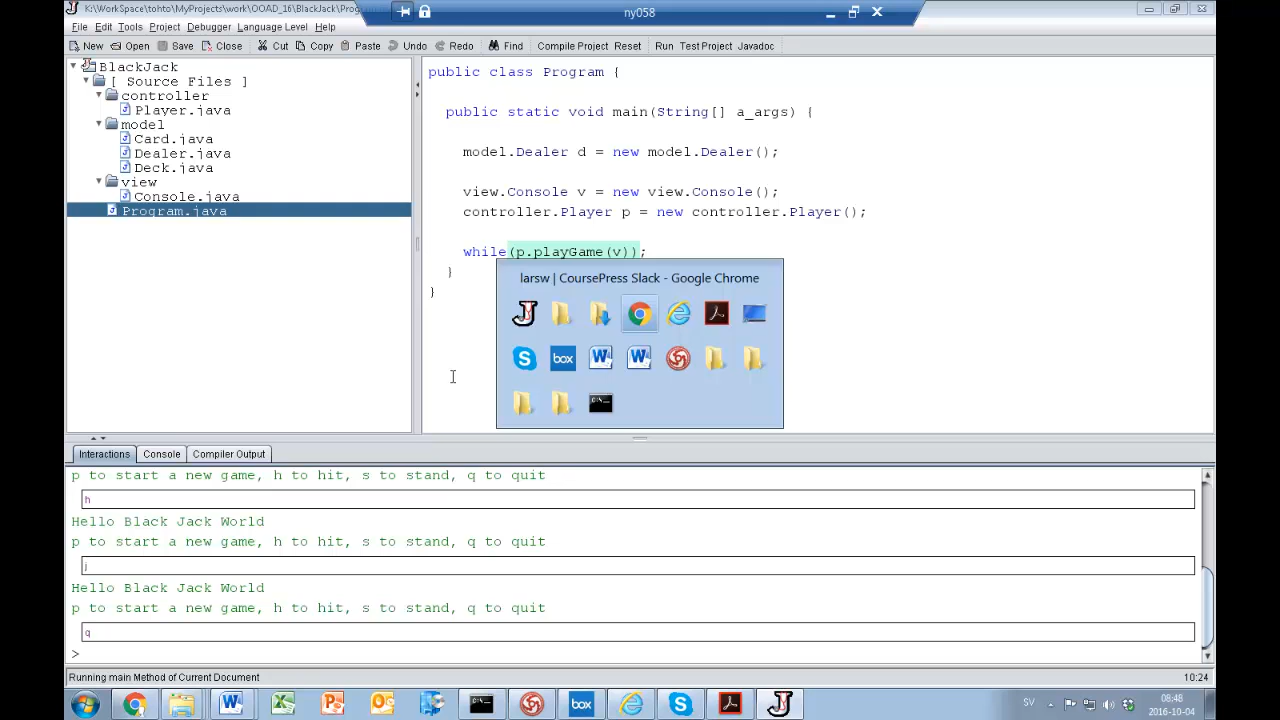 K:\WorkSpace\tohto\MyProjects\work\OOAD_16\BlackJack\Prog
ny058
File Edit Tools Project Debugger Language Level Help
New Open Save Close Cut Copy Paste Undo Redo Find Compile Project Reset Run Test Project Javadoc
BlackJack
[ Source Files ]
controller
Player.java
model
Card.java
Dealer.java
Deck.java
view
Console.java
Program.java
public class Program {
public static void main(String[] a_args) {
model.Dealer d = new model.Dealer();
view.Console v = new view.Console();
controller.Player p = new controller.Player();
while(p.playGame(v));
}
}
larsw | CoursePress Slack - Google Chrome
box
Interactions Console Compiler Output
p to start a new game, h to hit, s to stand, q to quit
h
Hello Black Jack World
p to start a new game, h to hit, s to stand, q to quit
j
Hello Black Jack World
p to start a new game, h to hit, s to stand, q to quit
q
>
Running main Method of Current Document
10:24
box
SV
08:48
2016-10-04